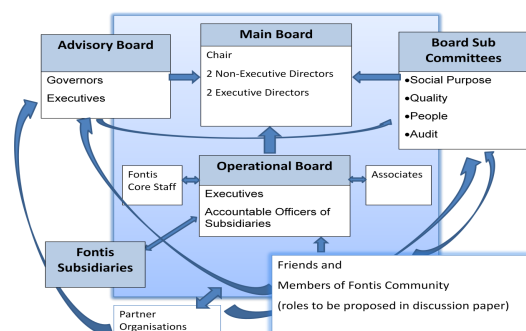 Advisory Board
Governors
Executives
Main Board
Chair
2 Non-Executive Directors
2 Executive Directors
Board Sub
Committees
•Social Purpose
•Quality
•People
•Audit
Fontis
Core Staff
Operational Board
Executives
Accountable Officers of
Subsidiaries
Associates
Fontis
Subsidiaries
Friends and
Members of Fontis Community
(roles to be proposed in discussion paper)
Partner
Organisations